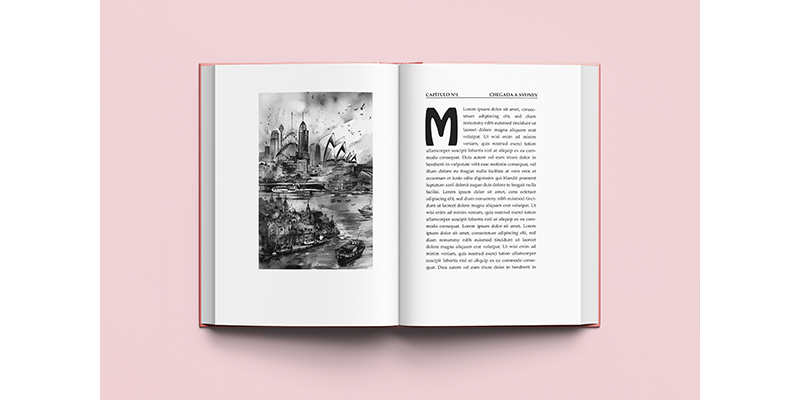 CAPÍTULO Nº5 CHEGADA A SYDNEY
M Lorem ipsum dolor sit amet, consec-
tetuer adipiscing elit, sed diam
nonummy nibh euismod tincidunt ut
laoreet dolore magna aliquam erat
volutpat. Ut wisi enim ad minim
veniam, quis nostrud exerci tation
ullamcorper suscipit lobortis nisl ut aliquip ex ea com-
modo consequat. Duis autem vel eum iriure dolor in
hendrerit in vulputate velit esse molestie consequat, vel
illum dolore eu feugiat nulla facilisis at vero eros et
accumsan et iusto odio dignissim qui blandit praesent
luptatum zzril delenit augue duis dolore te feugait nulla
facilisi. Lorem ipsum dolor sit amet, cons ectetuer
adipiscing elit, sed diam nonummy nibh euismod tincidunt
ut laoreet dolore magna aliquam erat volutpat. Ut wisi
enim ad minim veniam, quis nostrud exerci tation
ullamcorper suscipit lobortis nisl ut aliquip ex ea commodo
consequat. Lorem ipsum dolor
sit amet, consectetuer adipiscing elit, sed
diam nonummy nibh euismod tincidunt ut laoreet
dolore magna aliquam erat volutpat. Ut wisi enim ad
minim veniam, quis nostrud exerci tation ullamcorper
suscipit lobortis nisl ut aliquip ex ea commodo conse-
quat. Duis autem vel eum iriure dolor in hendrerit in